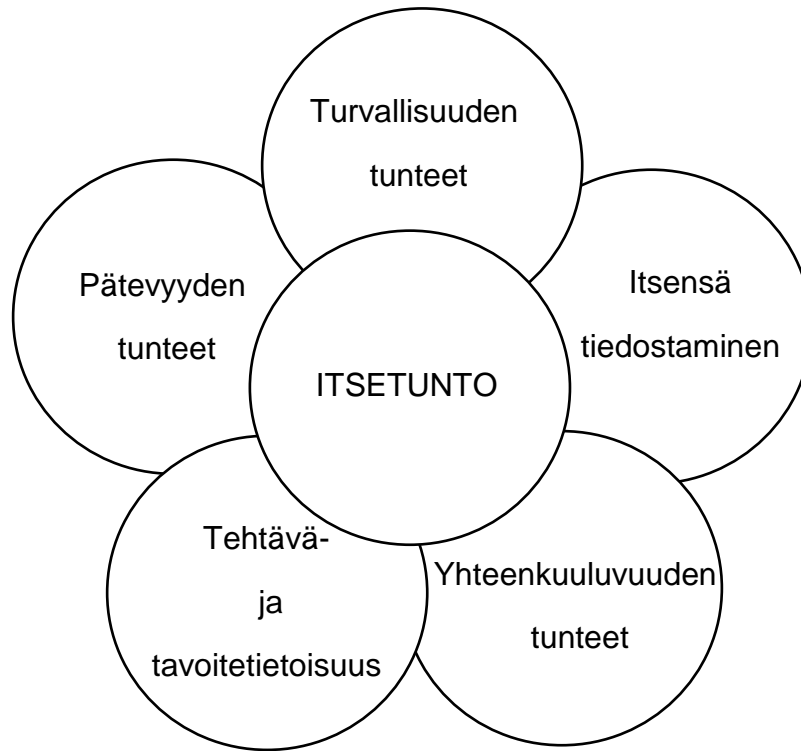 Turvallisuuden
tunteet
Itsensä
tiedostaminen
Pätevyyden
tunteet
ITSETUNTO
Tehtävä-
ja
tavoitetietoisuus
Yhteenkuuluvuuden
tunteet